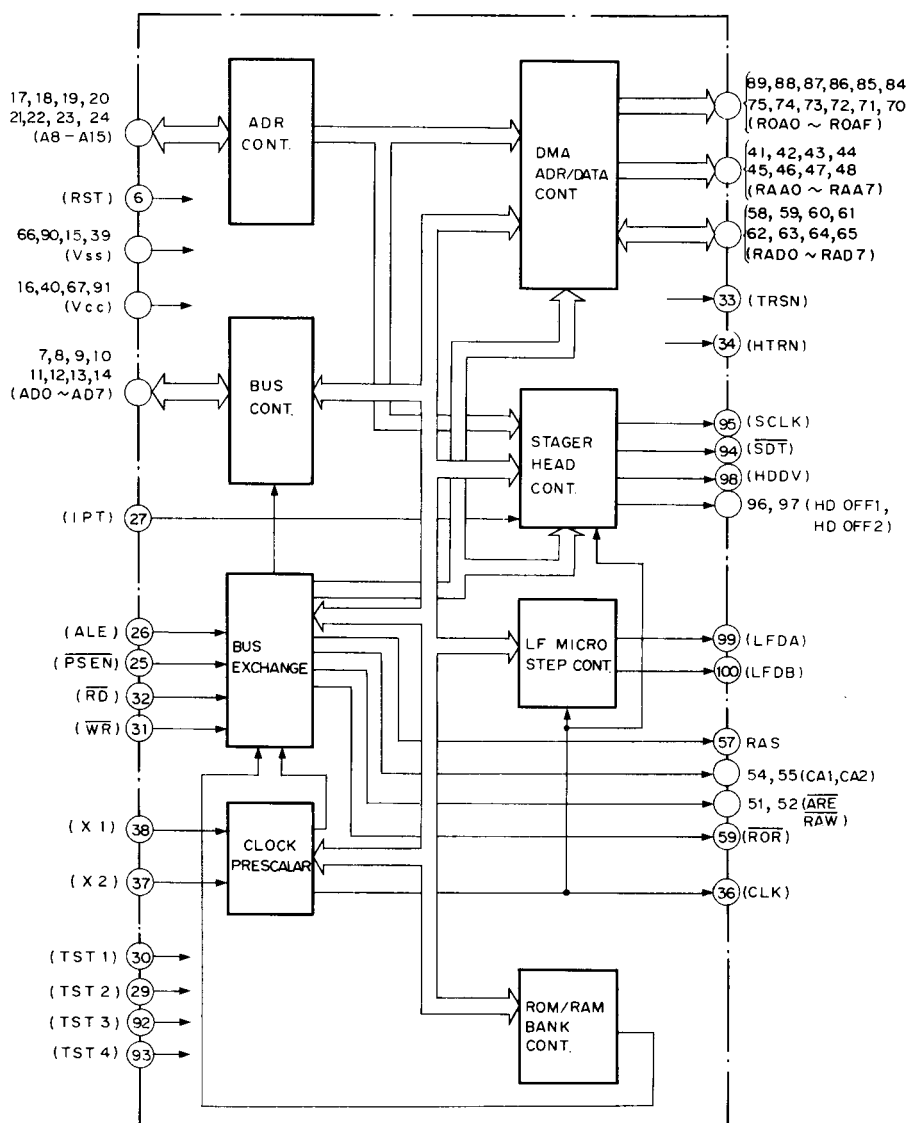 17, 18, 19, 20
21, 22, 23, 24
(A8 - A15)
6
(RST)
66, 90, 15, 39
(Vss)
16, 40, 67, 91
(Vcc)
7, 8, 9, 10
11, 12, 13, 14
(AD0 ~ AD7)
(IPT) 27
(ALE) 26
(PSEN) 25
(RD) 32
(WR) 31
(X1) 38
(X2) 37
(TST 1) 30
(TST 2) 29
(TST 3) 92
(TST 4) 93
ADR
CONT.
BUS
CONT.
BUS
EXCHANGE
CLOCK
PRESCALAR
DMA
ADR/DATA
CONT
STAGER
HEAD
CONT.
LF MICRO
STEP CONT.
ROM/RAM
BANK
CONT.
89, 88, 87, 86, 85, 84
75, 74, 73, 72, 71, 70
(ROA0 ~ ROAF)
41, 42, 43, 44
45, 46, 47, 48
(RAA0 ~ RAA7)
58, 59, 60, 61
62, 63, 64, 65
(RAD0 ~ RAD7)
33 (TRSN)
34 (HTRN)
95 (SCLK)
94 (SDT)
98 (HDDV)
96, 97 (HD OFF1,
HD OFF2)
99 (LFDA)
100 (LFDB)
57 RAS
54, 55 (CA1, CA2)
51, 52 (ARE
RAW)
59 (ROR)
36 (CLK)